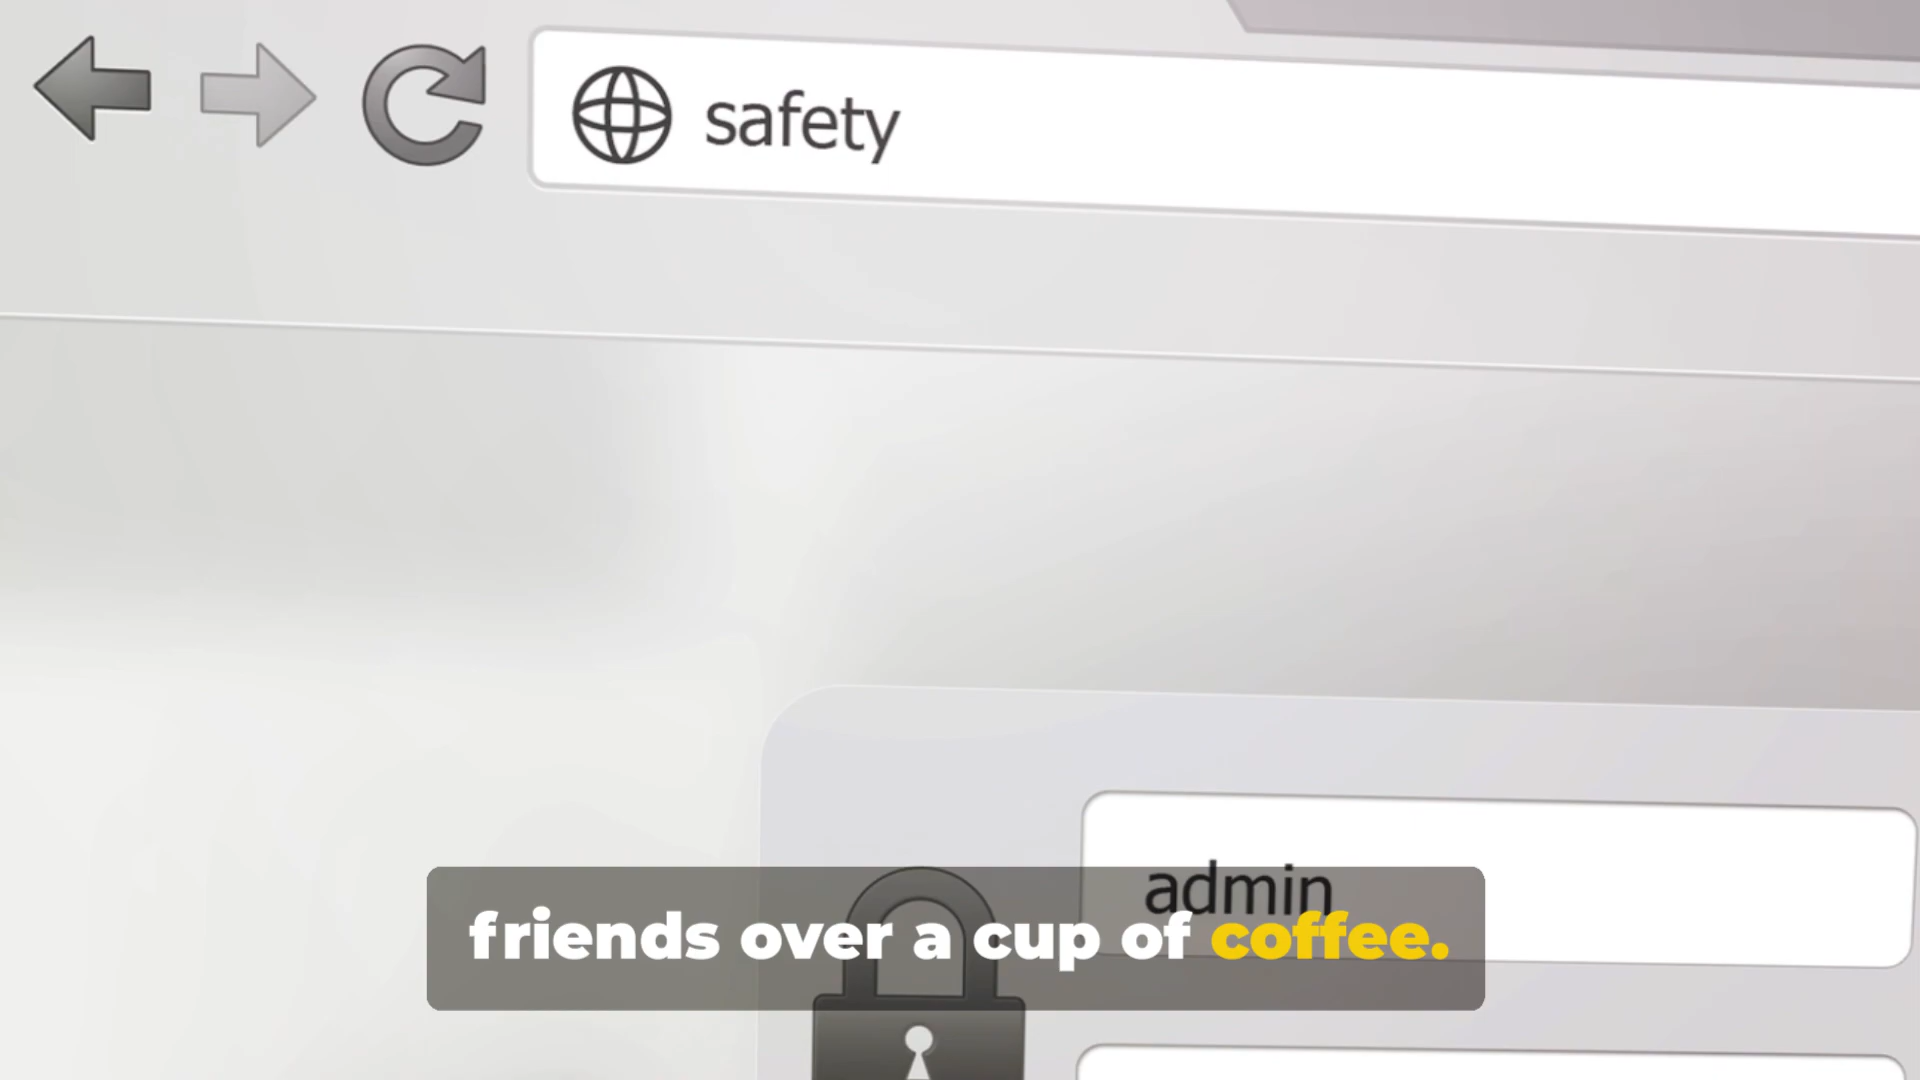 safety
admin
friends over a cup of coffee.